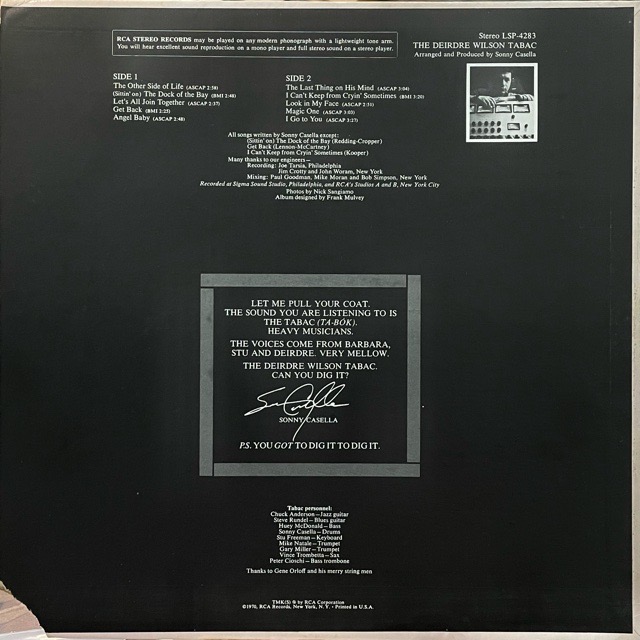 RCA STEREO RECORDS may be played on any modern phonograph with a lightweight tone arm.
You will hear excellent sound reproduction on a mono player and full stereo sound on a stereo player.
Stereo LSP-4283
THE DEIRDRE WILSON TABAC
Arranged and Produced by Sonny Casella
SIDE 1
The Other Side of Life (ASCAP 2:58)
(Sittin' on) The Dock of the Bay (BMI 2:48)
Let's All Join Together (ASCAP 2:37)
Get Back (BMI 2:25)
Angel Baby (ASCAP 2:48)
SIDE 2
The Last Thing on His Mind (ASCAP 3:04)
I Can't Keep from Cryin' Sometimes (BMI 3:20)
Look in My Face (ASCAP 2:51)
Magic One (ASCAP 3:03)
I Go to You (ASCAP 3:27)
All songs written by Sonny Casella except:
(Sittin' on) The Dock of the Bay (Redding-Cropper)
Get Back (Lennon-McCartney)
I Can't Keep from Cryin' Sometimes (Kooper)
Many thanks to our engineers—
Recording: Joe Tarsia, Philadelphia
Jim Crotty and John Woram, New York
Mixing: Paul Goodman, Mike Moran and Bob Simpson, New York
Recorded at Sigma Sound Studio, Philadelphia, and RCA's Studios A and B, New York City
Photos by Nick Sangiamo
Album designed by Frank Mulvey
LET ME PULL YOUR COAT.
THE SOUND YOU ARE LISTENING TO IS
THE TABAC (TA-BÓK).
HEAVY MUSICIANS.
THE VOICES COME FROM BARBARA,
STU AND DEIRDRE. VERY MELLOW.
THE DEIRDRE WILSON TABAC.
CAN YOU DIG IT?
SONNY CASELLA
P.S. YOU GOT TO DIG IT TO DIG IT.
Tabac personnel:
Chuck Anderson—Jazz guitar
Steve Rundel—Blues guitar
Huey McDonald—Bass
Sonny Casella—Drums
Stu Freeman—Keyboard
Mike Natale—Trumpet
Gary Miller—Trumpet
Vince Trombetta—Sax
Peter Cioschi—Bass trombone
Thanks to Gene Orloff and his merry string men
TMK(S) ® by RCA Corporation
©1970, RCA Records, New York, N. Y. • Printed in U.S.A.